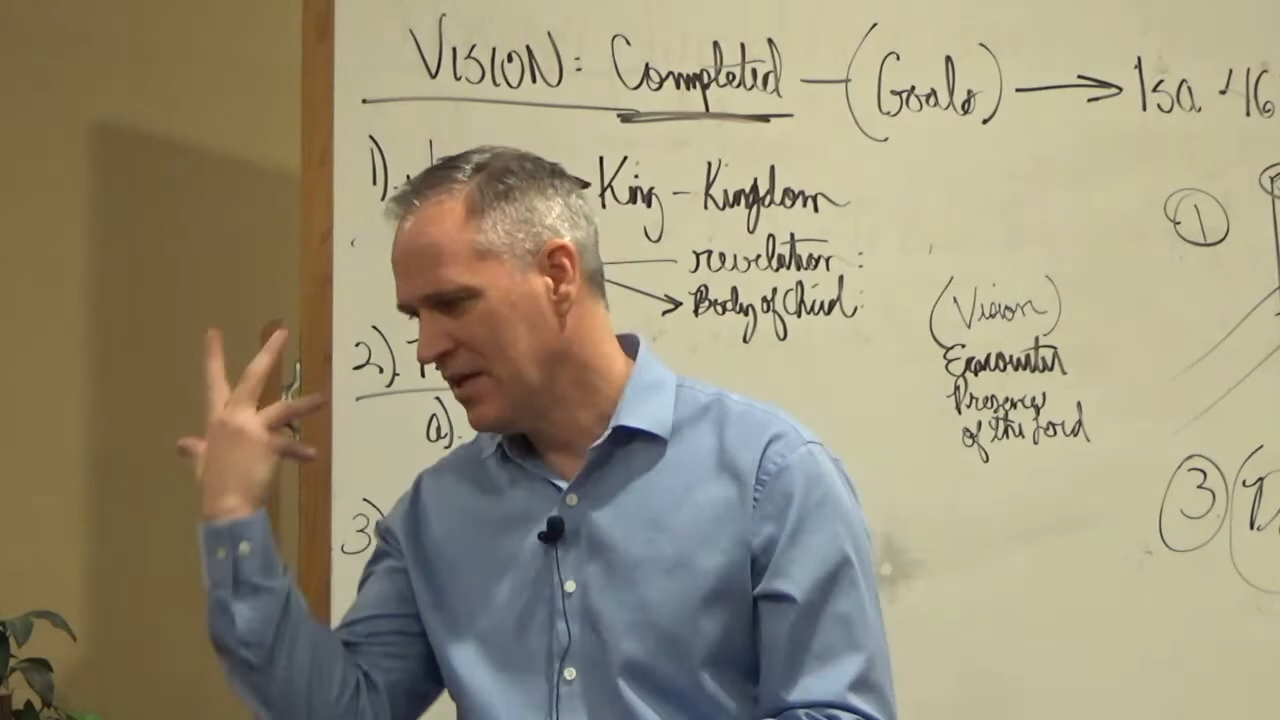 VISION: Completed — (Goals) → Isa 46
1).
King - Kingdom
revelation:
Body of Christ:
2).
a).
3)
①
(Vision)
Encounter
Presence
of the Lord
③